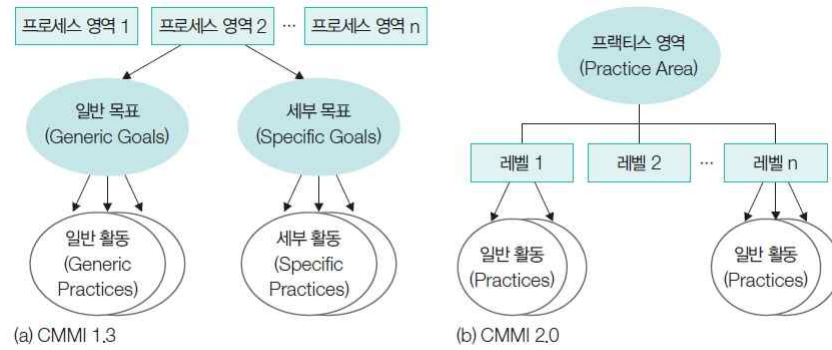 프로세스 영역 1 프로세스 영역 2 ··· 프로세스 영역 n
일반 목표
(Generic Goals)
세부 목표
(Specific Goals)
일반 활동
(Generic
Practices)
세부 활동
(Specific
Practices)
(a) CMMI 1.3
프랙티스 영역
(Practice Area)
레벨 1 레벨 2 ··· 레벨 n
일반 활동
(Practices)
일반 활동
(Practices)
(b) CMMI 2.0